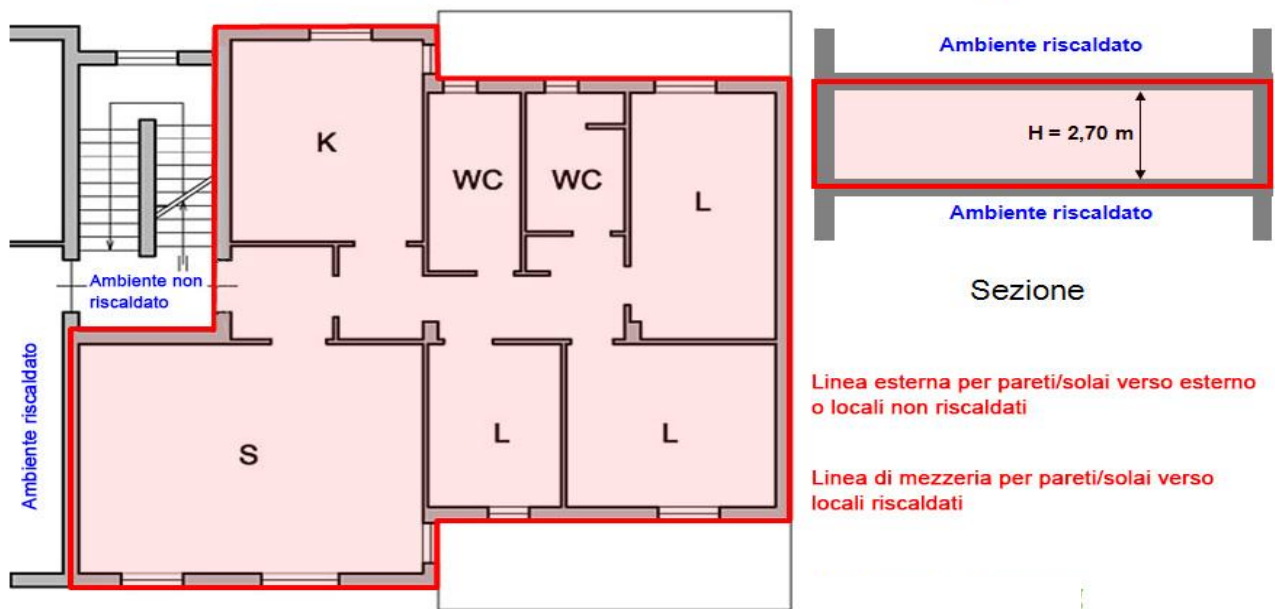 K
WC
WC
L
Ambiente non
riscaldato
Ambiente riscaldato
S
L
L
Ambiente riscaldato
H = 2,70 m
Ambiente riscaldato
Sezione
Linea esterna per pareti/solai verso esterno
o locali non riscaldati
Linea di mezzeria per pareti/solai verso
locali riscaldati